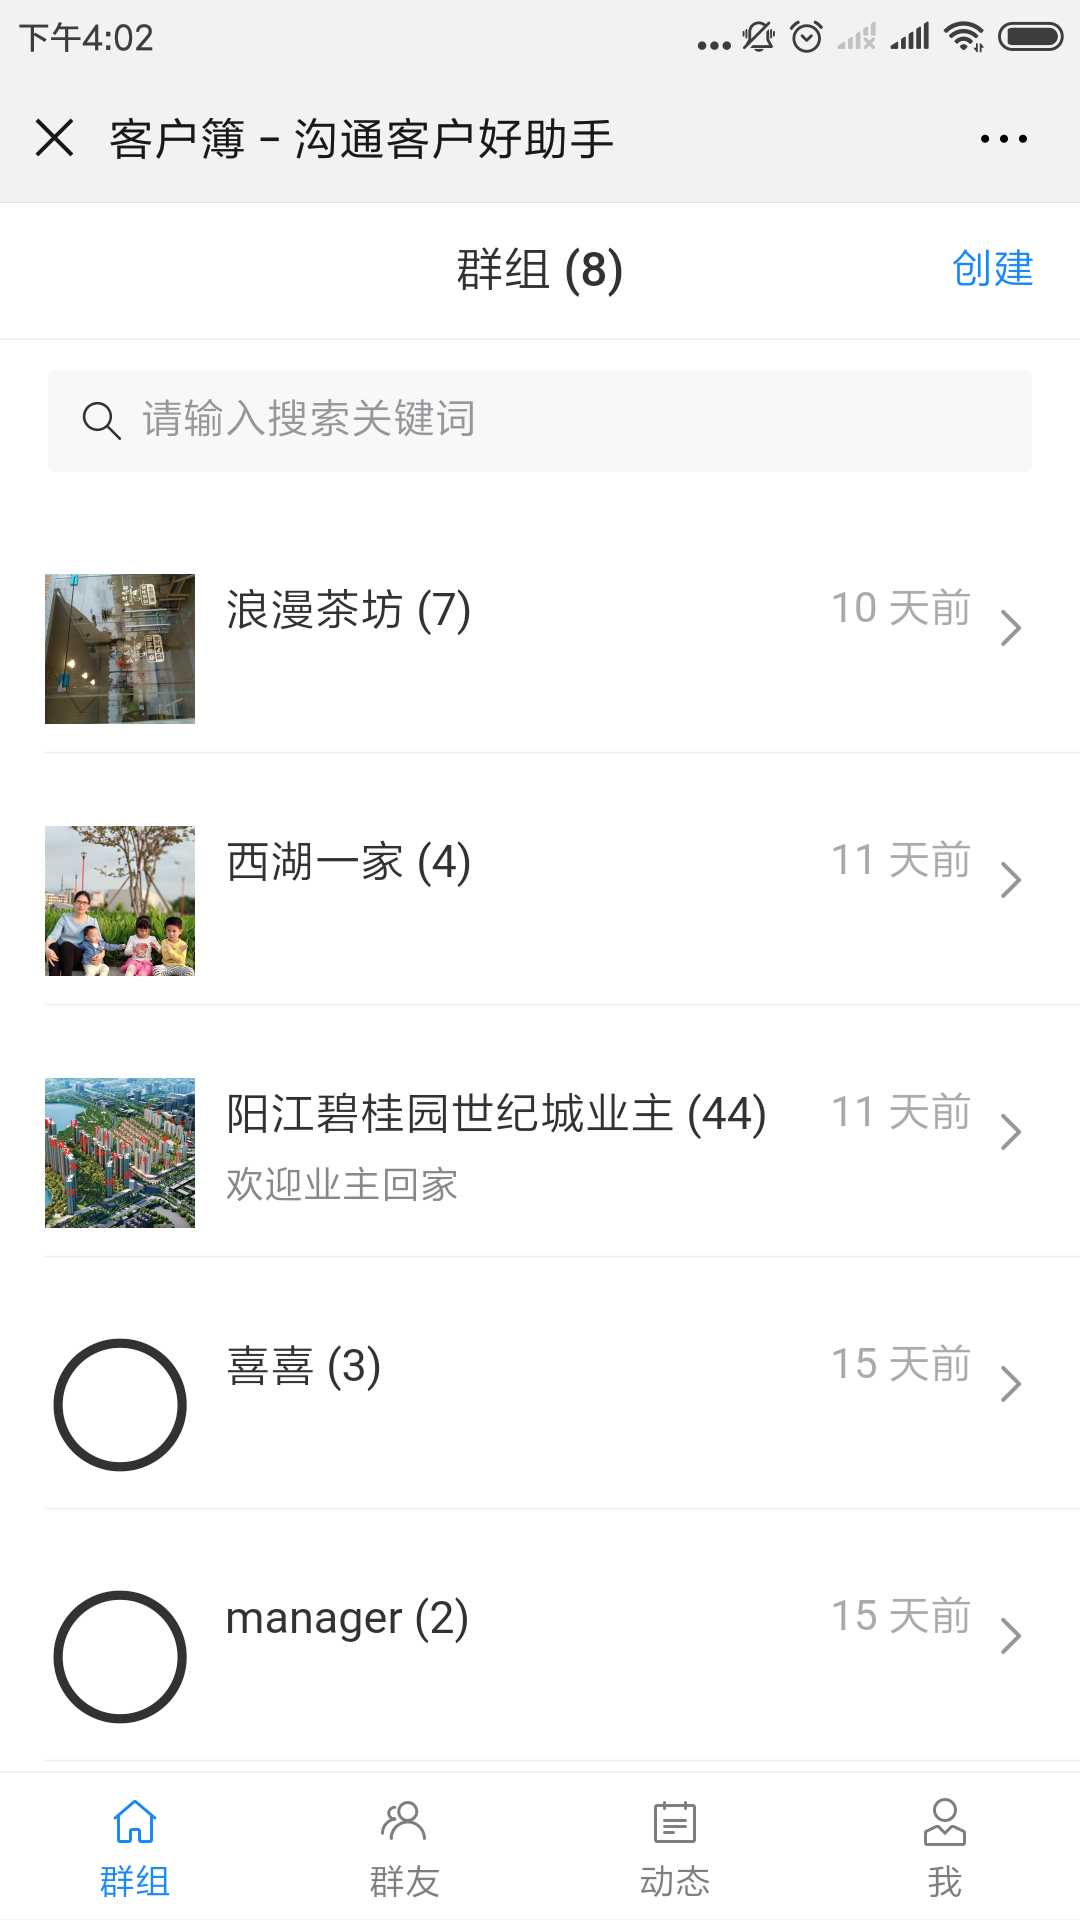 下午4:02
客户簿 – 沟通客户好助手
群组 (8)
创建
请输入搜索关键词
浪漫茶坊 (7)
10 天前
西湖一家 (4)
11 天前
阳江碧桂园世纪城业主 (44)
11 天前
欢迎业主回家
喜喜 (3)
15 天前
manager (2)
15 天前
群组
群友
动态
我